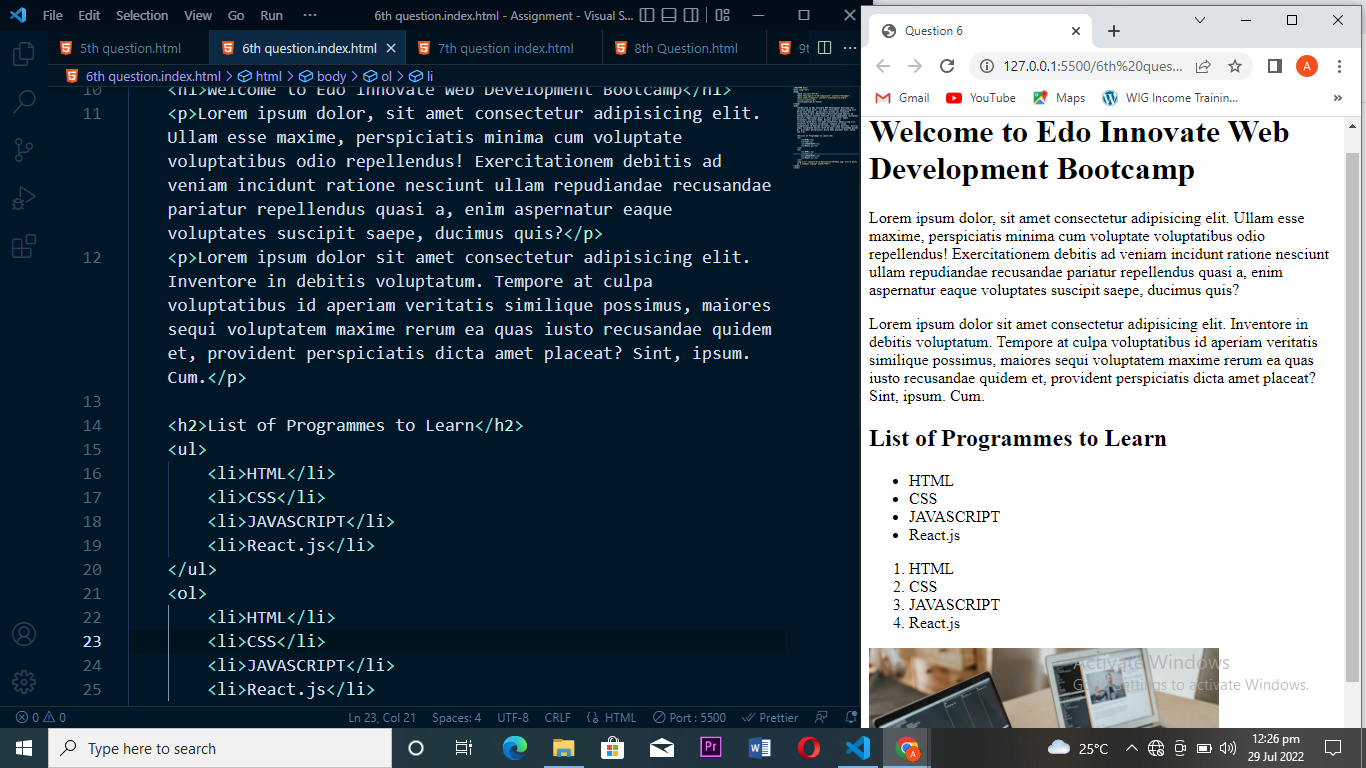 File Edit Selection View Go Run ··· 6th question.index.html - Assignment - Visual S...
5th question.html 6th question.index.html 7th question index.html 8th Question.html 9t
6th question.index.html > html > body > ol > li
10 <h1>Welcome to Edo Innovate Web Development Bootcamp</h1>
11 <p>Lorem ipsum dolor, sit amet consectetur adipisicing elit.
Ullam esse maxime, perspiciatis minima cum voluptate
voluptatibus odio repellendus! Exercitationem debitis ad
veniam incidunt ratione nesciunt ullam repudiandae recusandae
pariatur repellendus quasi a, enim aspernatur eaque
voluptates suscipit saepe, ducimus quis?</p>
12 <p>Lorem ipsum dolor sit amet consectetur adipisicing elit.
Inventore in debitis voluptatum. Tempore at culpa
voluptatibus id aperiam veritatis similique possimus, maiores
sequi voluptatem maxime rerum ea quas iusto recusandae quidem
et, provident perspiciatis dicta amet placeat? Sint, ipsum.
Cum.</p>
13
14 <h2>List of Programmes to Learn</h2>
15 <ul>
16 <li>HTML</li>
17 <li>CSS</li>
18 <li>JAVASCRIPT</li>
19 <li>React.js</li>
20 </ul>
21 <ol>
22 <li>HTML</li>
23 <li>CSS</li>
24 <li>JAVASCRIPT</li>
25 <li>React.js</li>
0 0 Ln 23, Col 21 Spaces: 4 UTF-8 CRLF {} HTML Port : 5500 Prettier
Question 6
127.0.0.1:5500/6th%20ques... A
Gmail YouTube Maps WIG Income Trainin... »
Welcome to Edo Innovate Web
Development Bootcamp
Lorem ipsum dolor, sit amet consectetur adipisicing elit. Ullam esse
maxime, perspiciatis minima cum voluptate voluptatibus odio
repellendus! Exercitationem debitis ad veniam incidunt ratione nesciunt
ullam repudiandae recusandae pariatur repellendus quasi a, enim
aspernatur eaque voluptates suscipit saepe, ducimus quis?
Lorem ipsum dolor sit amet consectetur adipisicing elit. Inventore in
debitis voluptatum. Tempore at culpa voluptatibus id aperiam veritatis
similique possimus, maiores sequi voluptatem maxime rerum ea quas
iusto recusandae quidem et, provident perspiciatis dicta amet placeat?
Sint, ipsum. Cum.
List of Programmes to Learn
• HTML
• CSS
• JAVASCRIPT
• React.js
1. HTML
2. CSS
3. JAVASCRIPT
4. React.js
Activate Windows
Go to Settings to activate Windows.
Type here to search Pr W A 25°C 12:26 pm
29 Jul 2022